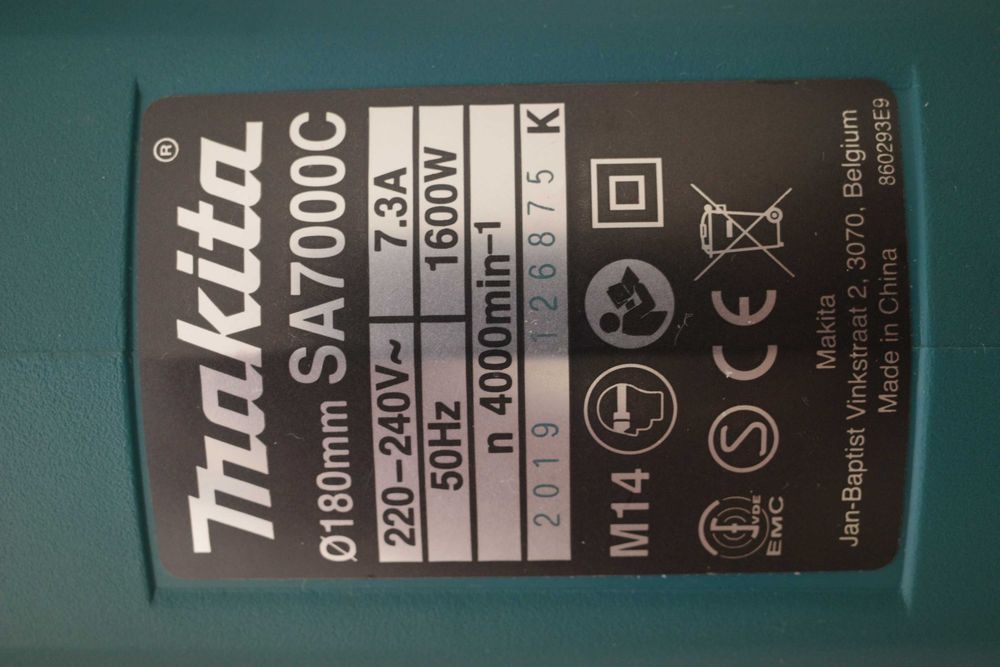 Makita®
Ø180mm SA7000C
220-240V~ 7.3A
50Hz 1600W
n 4000min-1
2019 126875 K
M14
VDE
EMC
S
CE
Makita
Jan-Baptist Vinkstraat 2, 3070, Belgium
Made in China 860293E9